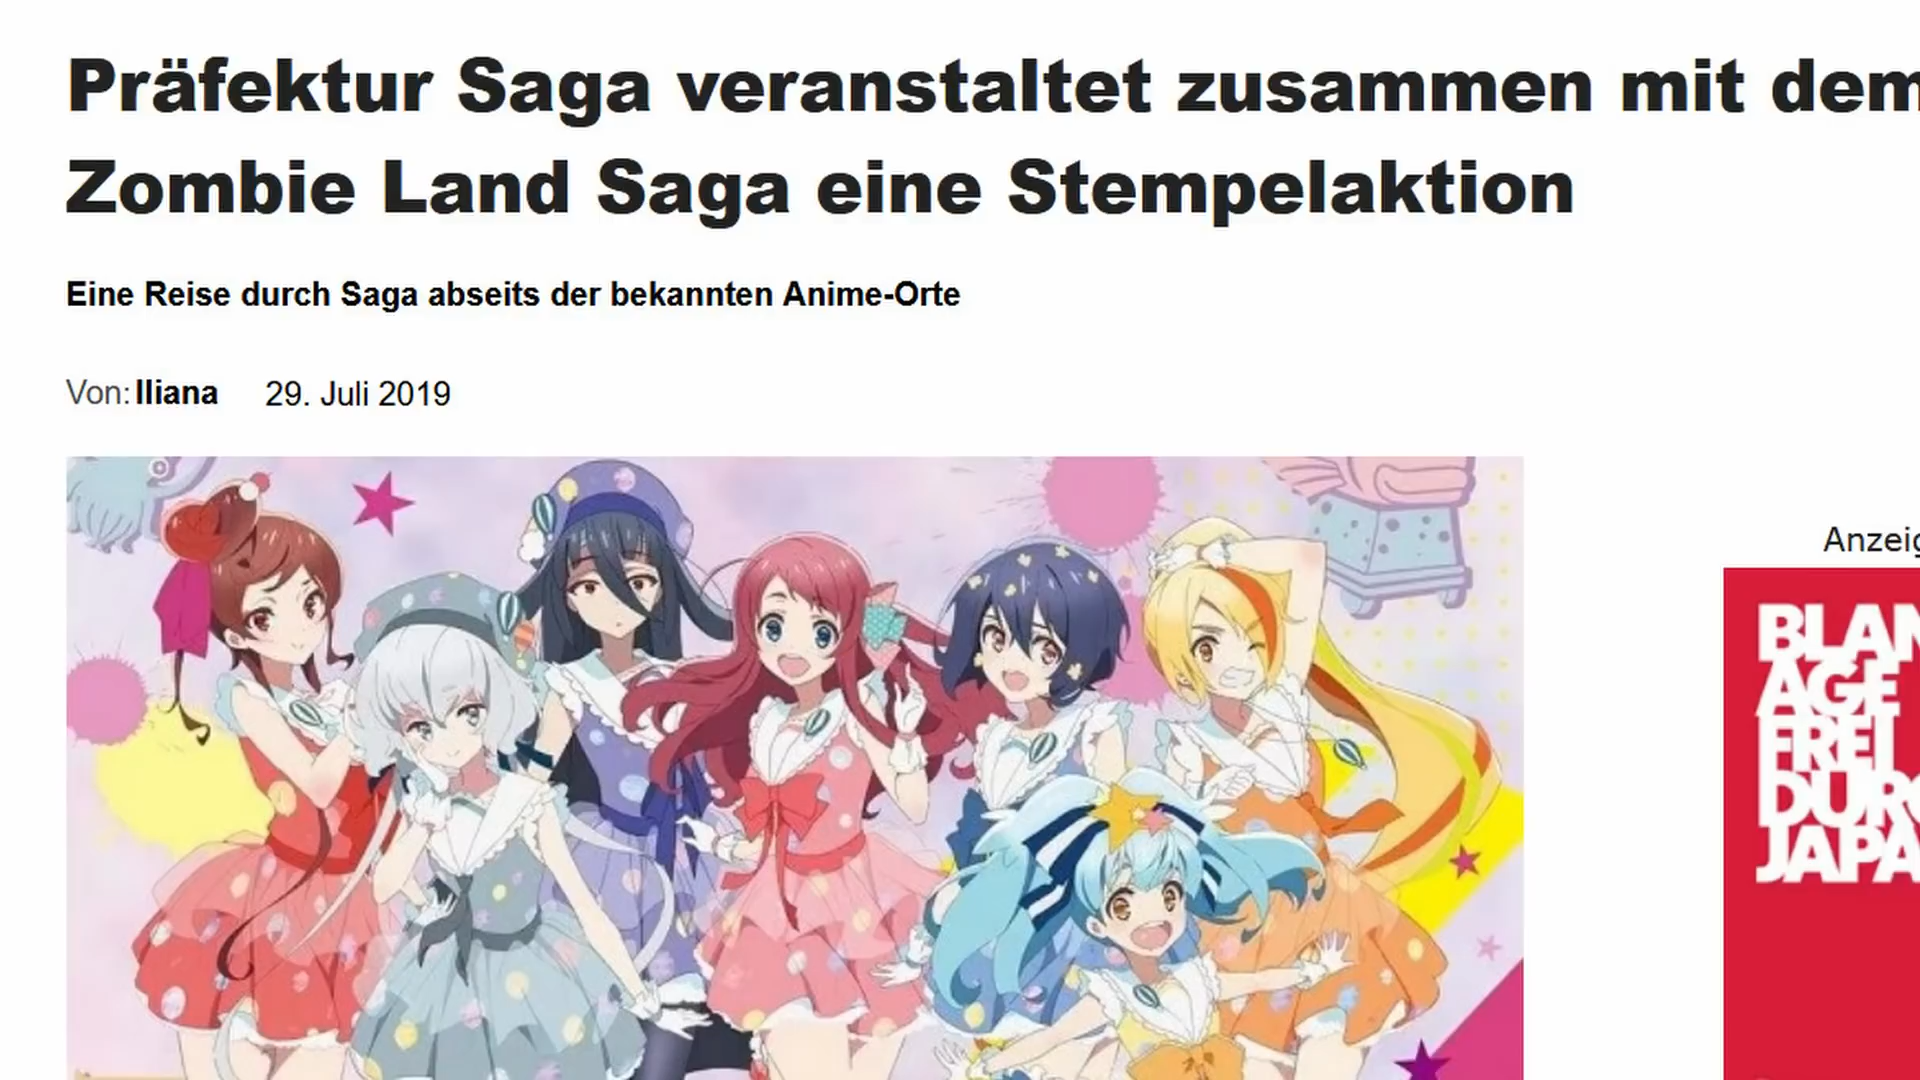 Präfektur Saga veranstaltet zusammen mit dem
Zombie Land Saga eine Stempelaktion
Eine Reise durch Saga abseits der bekannten Anime-Orte
Von: Iliana 29. Juli 2019